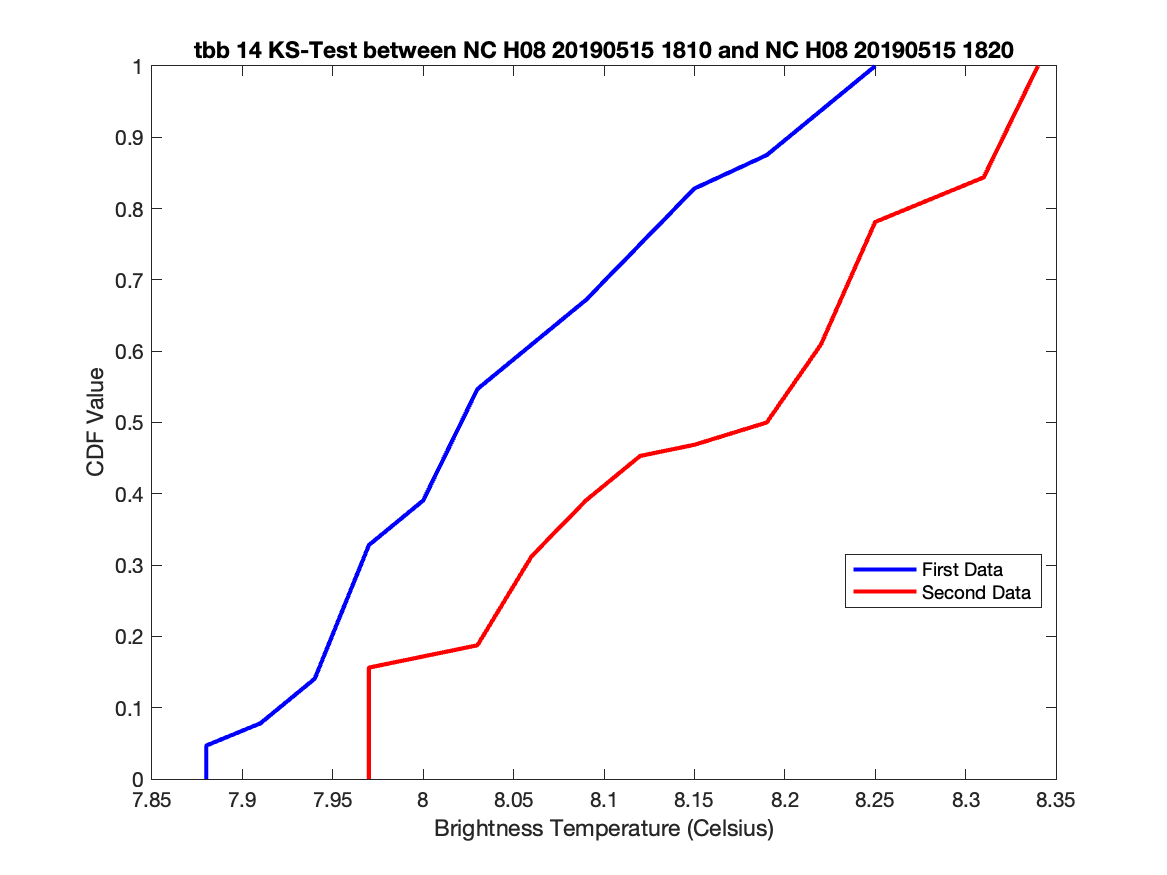 tbb 14 KS-Test between NC H08 20190515 1810 and NC H08 20190515 1820
1
0.9
0.8
0.7
0.6
0.5
0.4
0.3
0.2
0.1
0
CDF Value
First Data
Second Data
7.85 7.9 7.95 8 8.05 8.1 8.15 8.2 8.25 8.3 8.35
Brightness Temperature (Celsius)